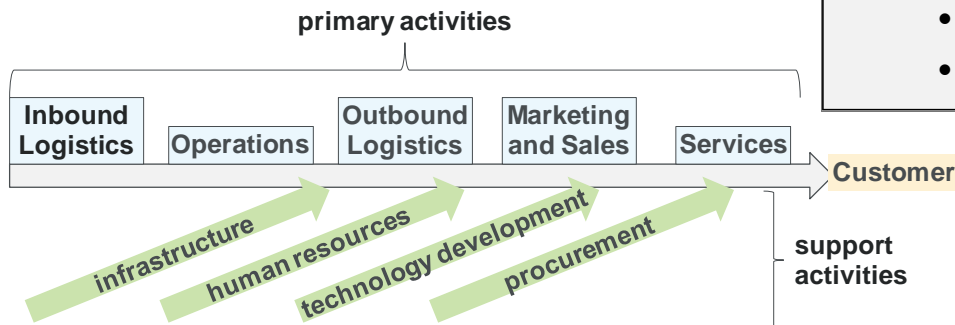 primary activities
•
•
Inbound
Logistics
Operations
Outbound
Logistics
Marketing
and Sales
Services
Customer
infrastructure
human resources
technology development
procurement
support
activities